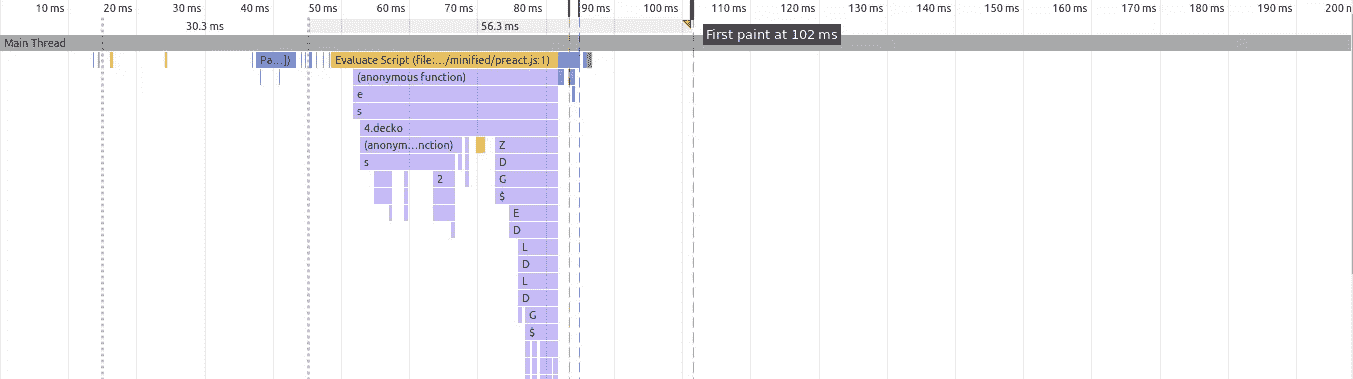 10 ms 20 ms 30 ms 40 ms 50 ms 60 ms 70 ms 80 ms 90 ms 100 ms 110 ms 120 ms 130 ms 140 ms 150 ms 160 ms 170 ms 180 ms 190 ms 200 n
30.3 ms 56.3 ms
First paint at 102 ms
Main Thread
Pa...]) Evaluate Script (file:.../minified/preact.js:1)
(anonymous function)
e
s
4.decko
(anonym...nction) Z
s D
2 G
$
E
D
L
D
L
D
G
$